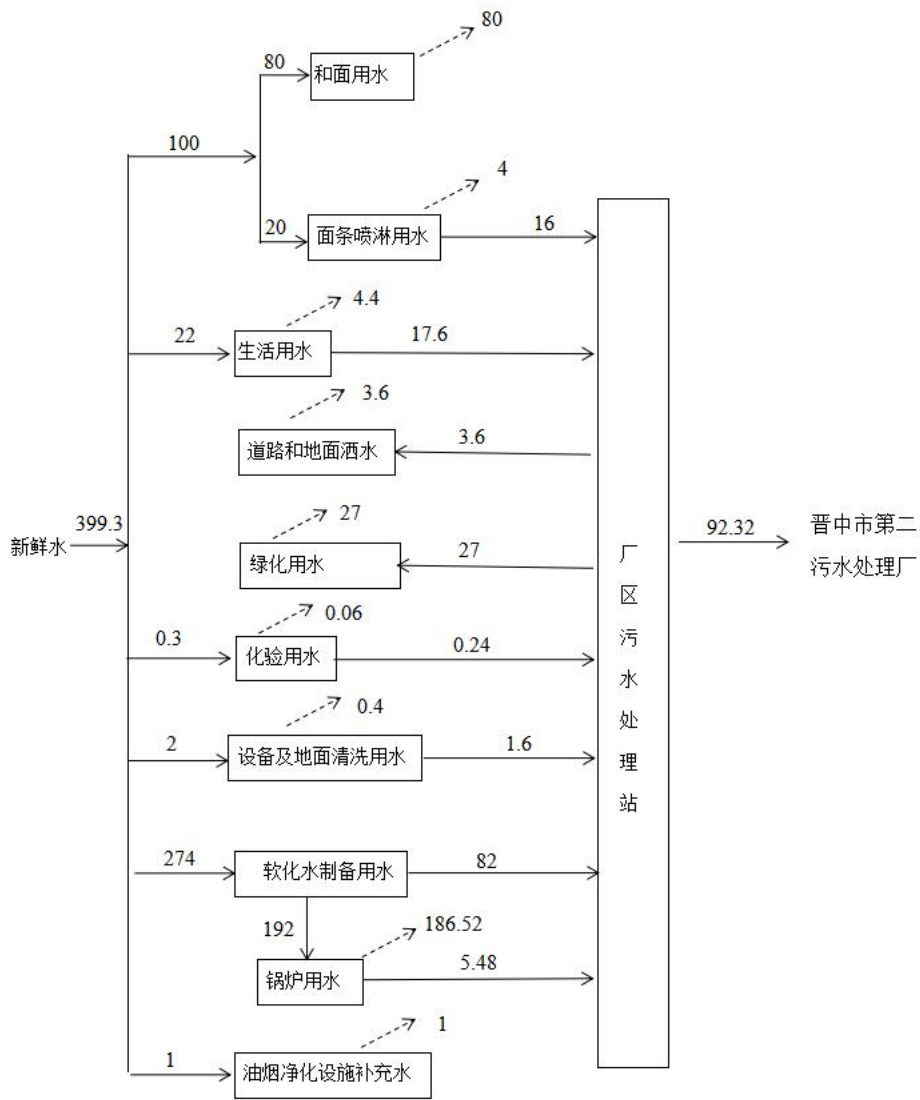 80
80
和面用水
100
4
20
面条喷淋用水
16
4.4
22
生活用水
17.6
3.6
道路和地面洒水
3.6
新鲜水
399.3
27
绿化用水
27
0.06
0.3
化验用水
0.24
0.4
2
设备及地面清洗用水
1.6
274
软化水制备用水
82
192
186.52
锅炉用水
5.48
1
1
油烟净化设施补充水
厂
区
污
水
处
理
站
92.32
晋中市第二
污水处理厂